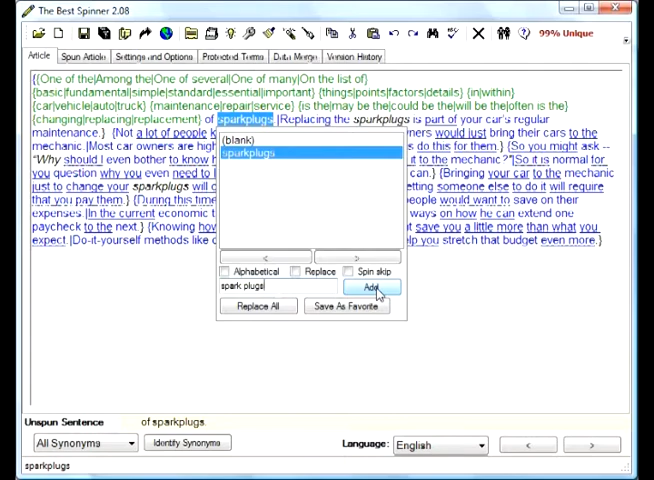 The Best Spinner 2.08
99% Unique
Article Spun Article Settings and Options Protected Terms Data Merge Version History
{{One of the|Among the|One of several|One of many|On the list of}
{basic|fundamental|simple|standard|essential|important} {things|points|factors|details} {in|within}
{car|vehicle|auto|truck} {maintenance|repair|service} {is the|may be the|could be the|will be the|often is the}
{changing|replacing|replacement} of sparkplugs.|Replacing the sparkplugs are part of your car's regular
maintenance.} {Not a lot of people k
ners would just bring their cars to the
mechanic.|Most car owners are hap
do this for them.} {So you might ask --
"Why should I even bother to know h
it to the mechanic?"|So it is normal for
you question why you even need to
can.} {Bringing your car to the mechanic
just to change your sparkplugs will c
etting someone else to do it will require
that you pay them.} {During this time
people would want to save on their
expenses.|In the current economic t
ways on how he can extend one
paycheck to the next.} {Knowing how
t save you a little more than what you
expect.|Do-it-yourself methods like c
elp you stretch that budget even more.}
(blank)
sparkplugs
< >
Alphabetical Replace Spin skip
spark plugs Add
Replace All Save As Favorite
Unspun Sentence of sparkplugs.
All Synonyms Identify Synonyms Language: English < >
sparkplugs